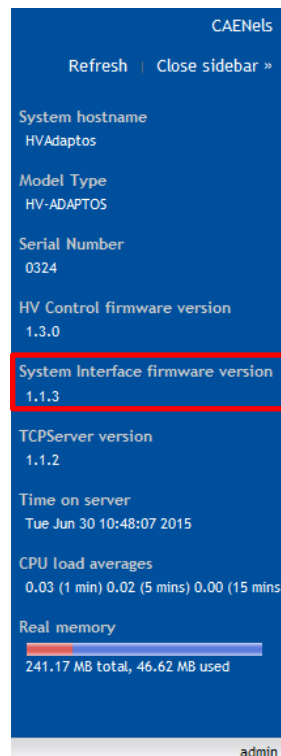 CAENels
Refresh | Close sidebar »
System hostname
HVAdaptos
Model Type
HV-ADAPTOS
Serial Number
0324
HV Control firmware version
1.3.0
System Interface firmware version
1.1.3
TCPServer version
1.1.2
Time on server
Tue Jun 30 10:48:07 2015
CPU load averages
0.03 (1 min) 0.02 (5 mins) 0.00 (15 mins
Real memory
241.17 MB total, 46.62 MB used
admin